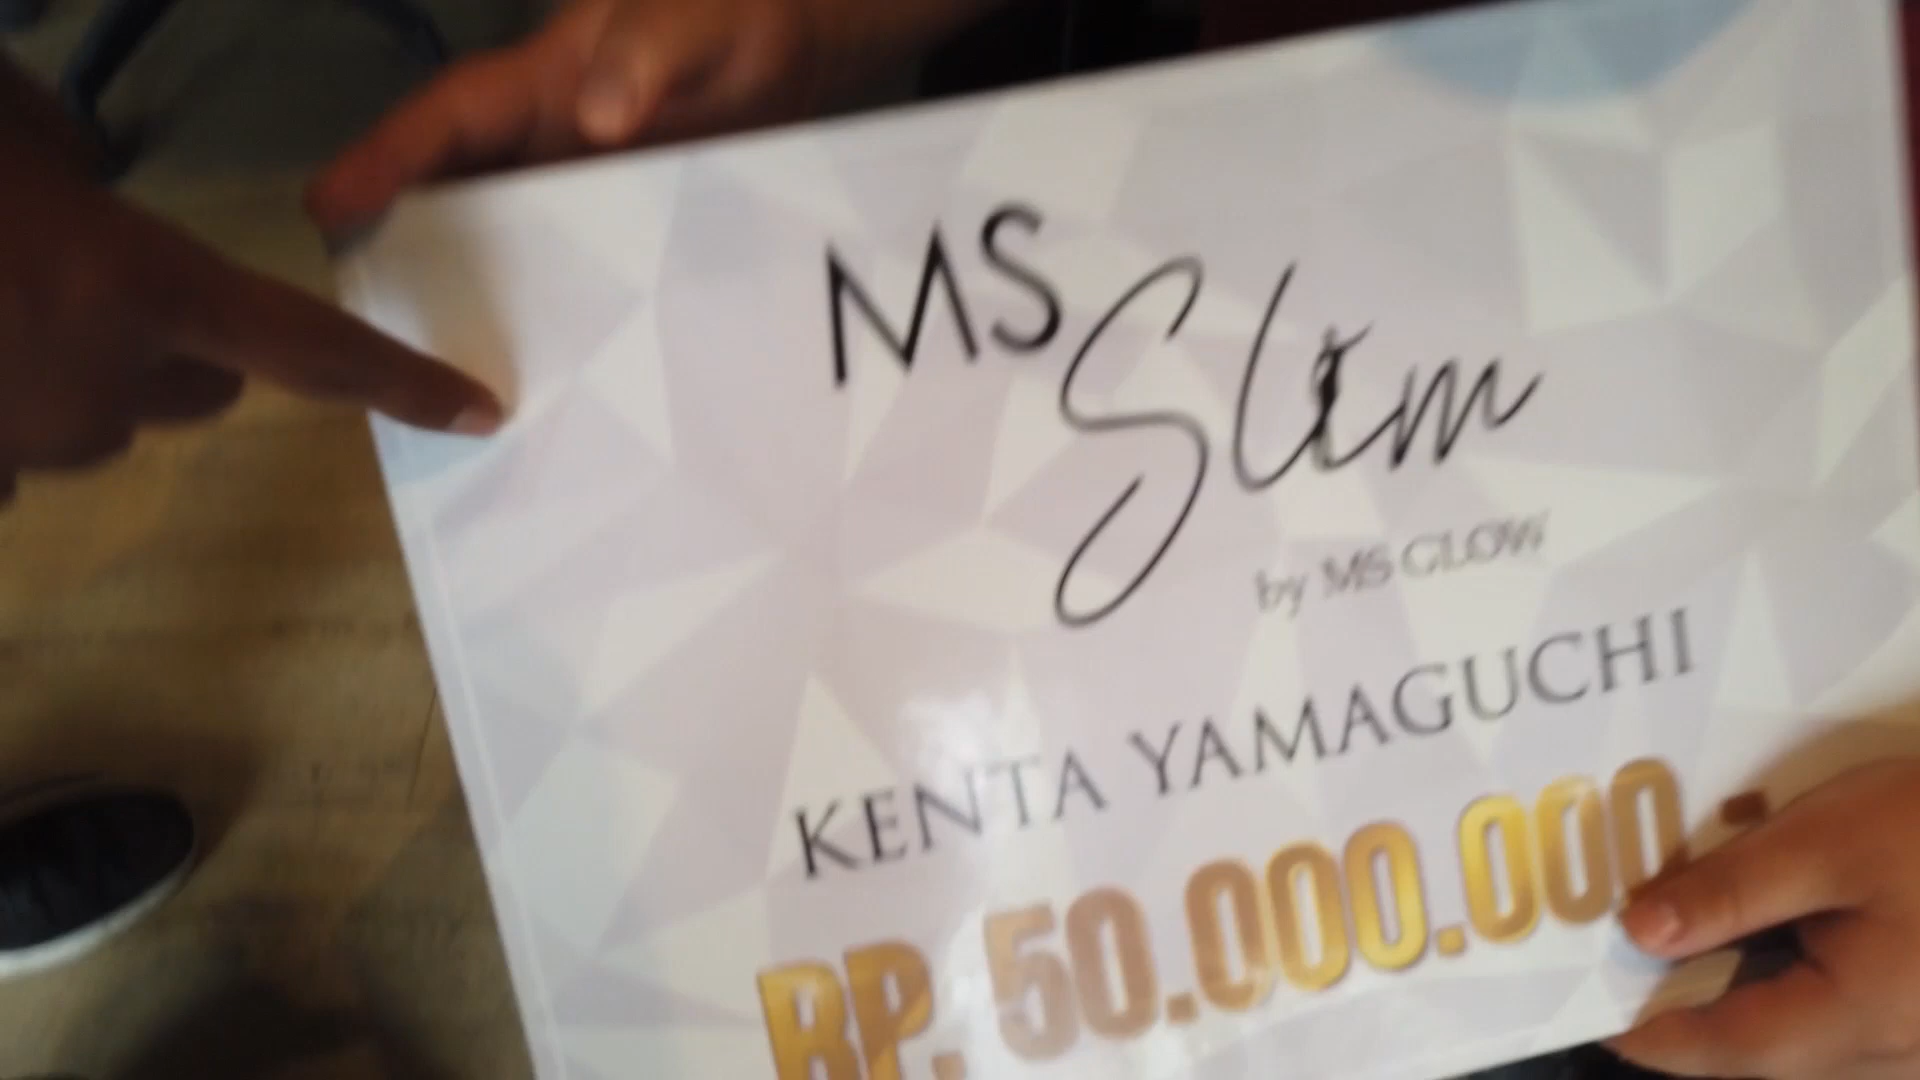 MS Slim
by MS GLOW
KENTA YAMAGUCHI
RP. 50.000.000